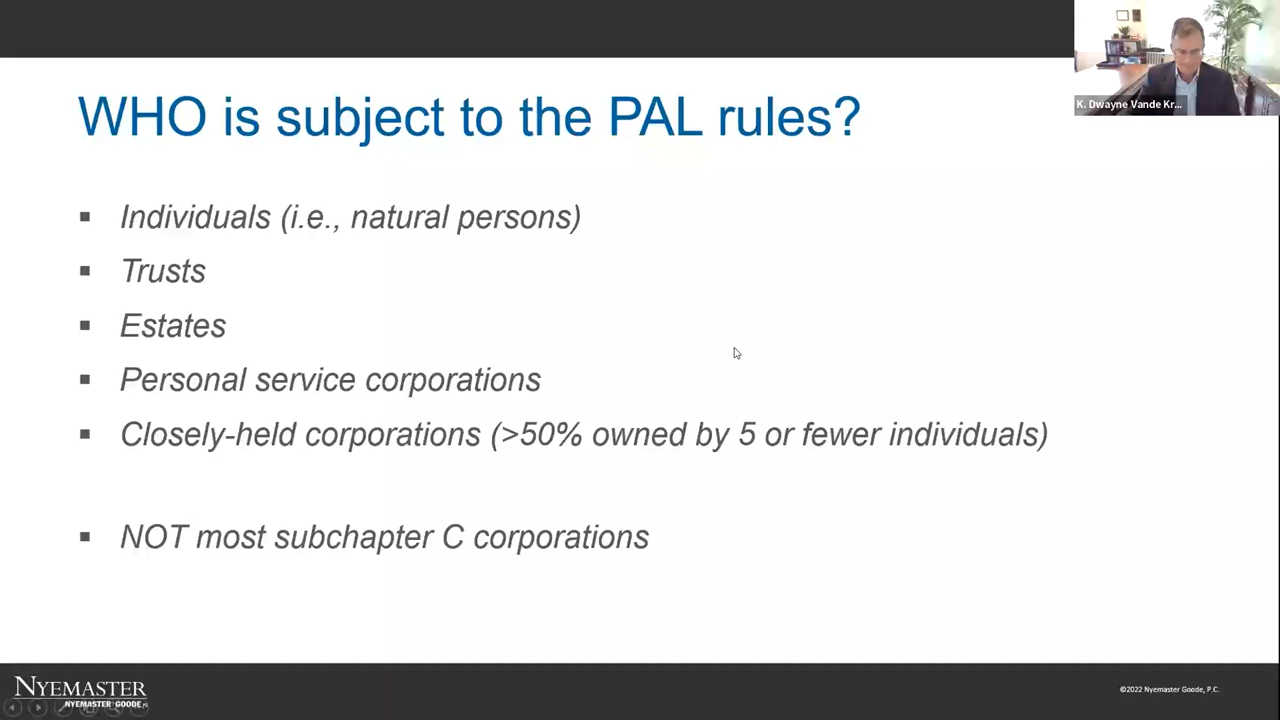 K. Dwayne Vande Kr...
WHO is subject to the PAL rules?
▪ Individuals (i.e., natural persons)
▪ Trusts
▪ Estates
▪ Personal service corporations
▪ Closely-held corporations (>50% owned by 5 or fewer individuals)
▪ NOT most subchapter C corporations
NYEMASTER
NYEMASTER GOODE PC
©2022 Nyemaster Goode, P.C.